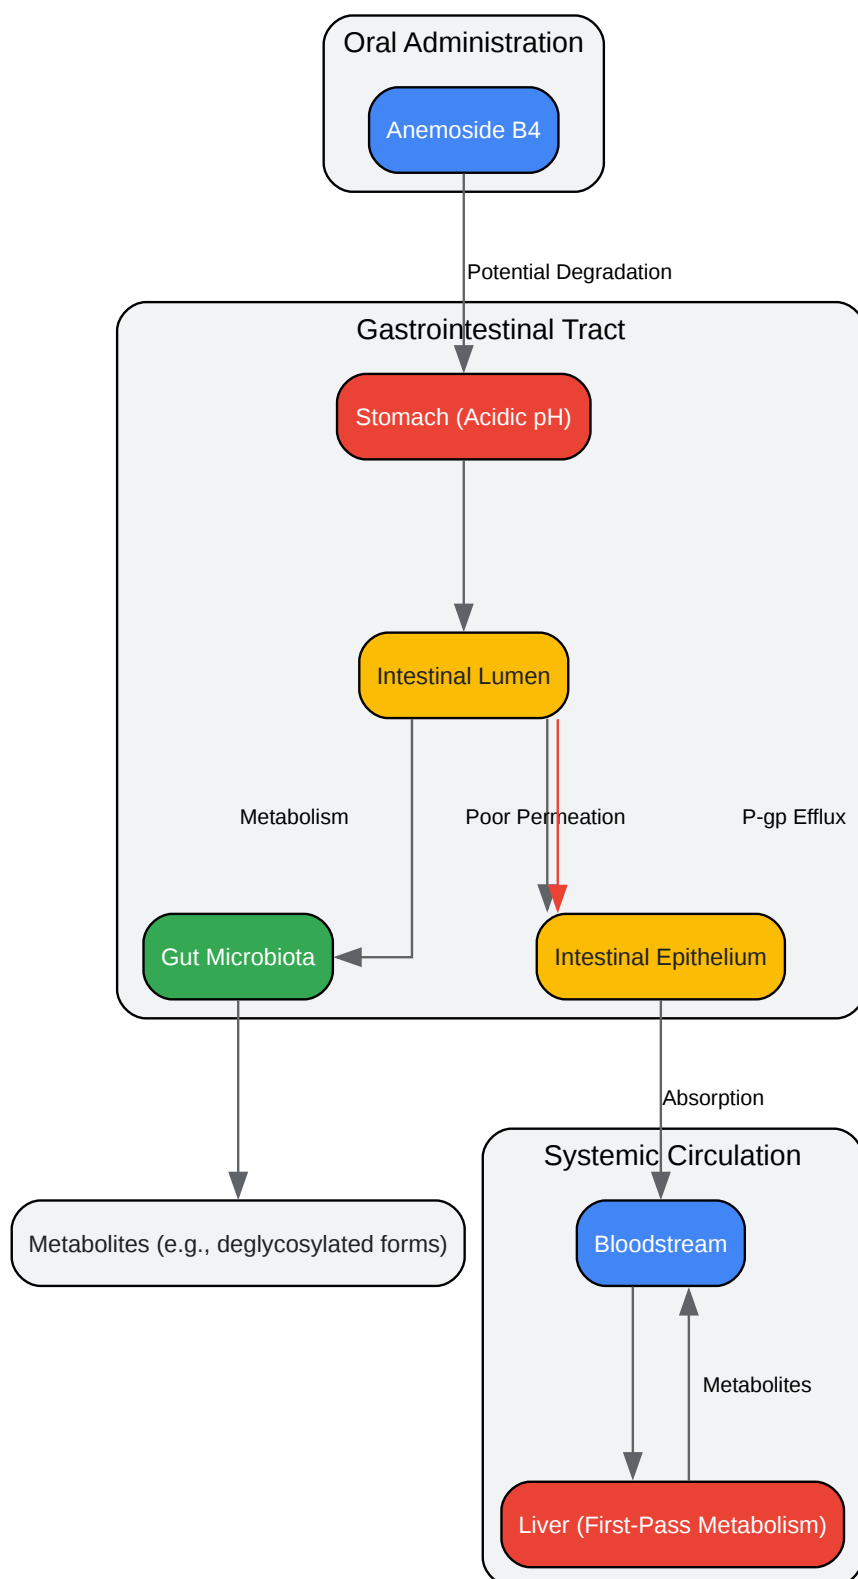 Oral Administration
Anemoside B4
Potential Degradation
Gastrointestinal Tract
Stomach (Acidic pH)
Intestinal Lumen
Metabolism
Poor Permeation
P-gp Efflux
Gut Microbiota
Intestinal Epithelium
Absorption
Systemic Circulation
Metabolites (e.g., deglycosylated forms)
Bloodstream
Metabolites
Liver (First-Pass Metabolism)